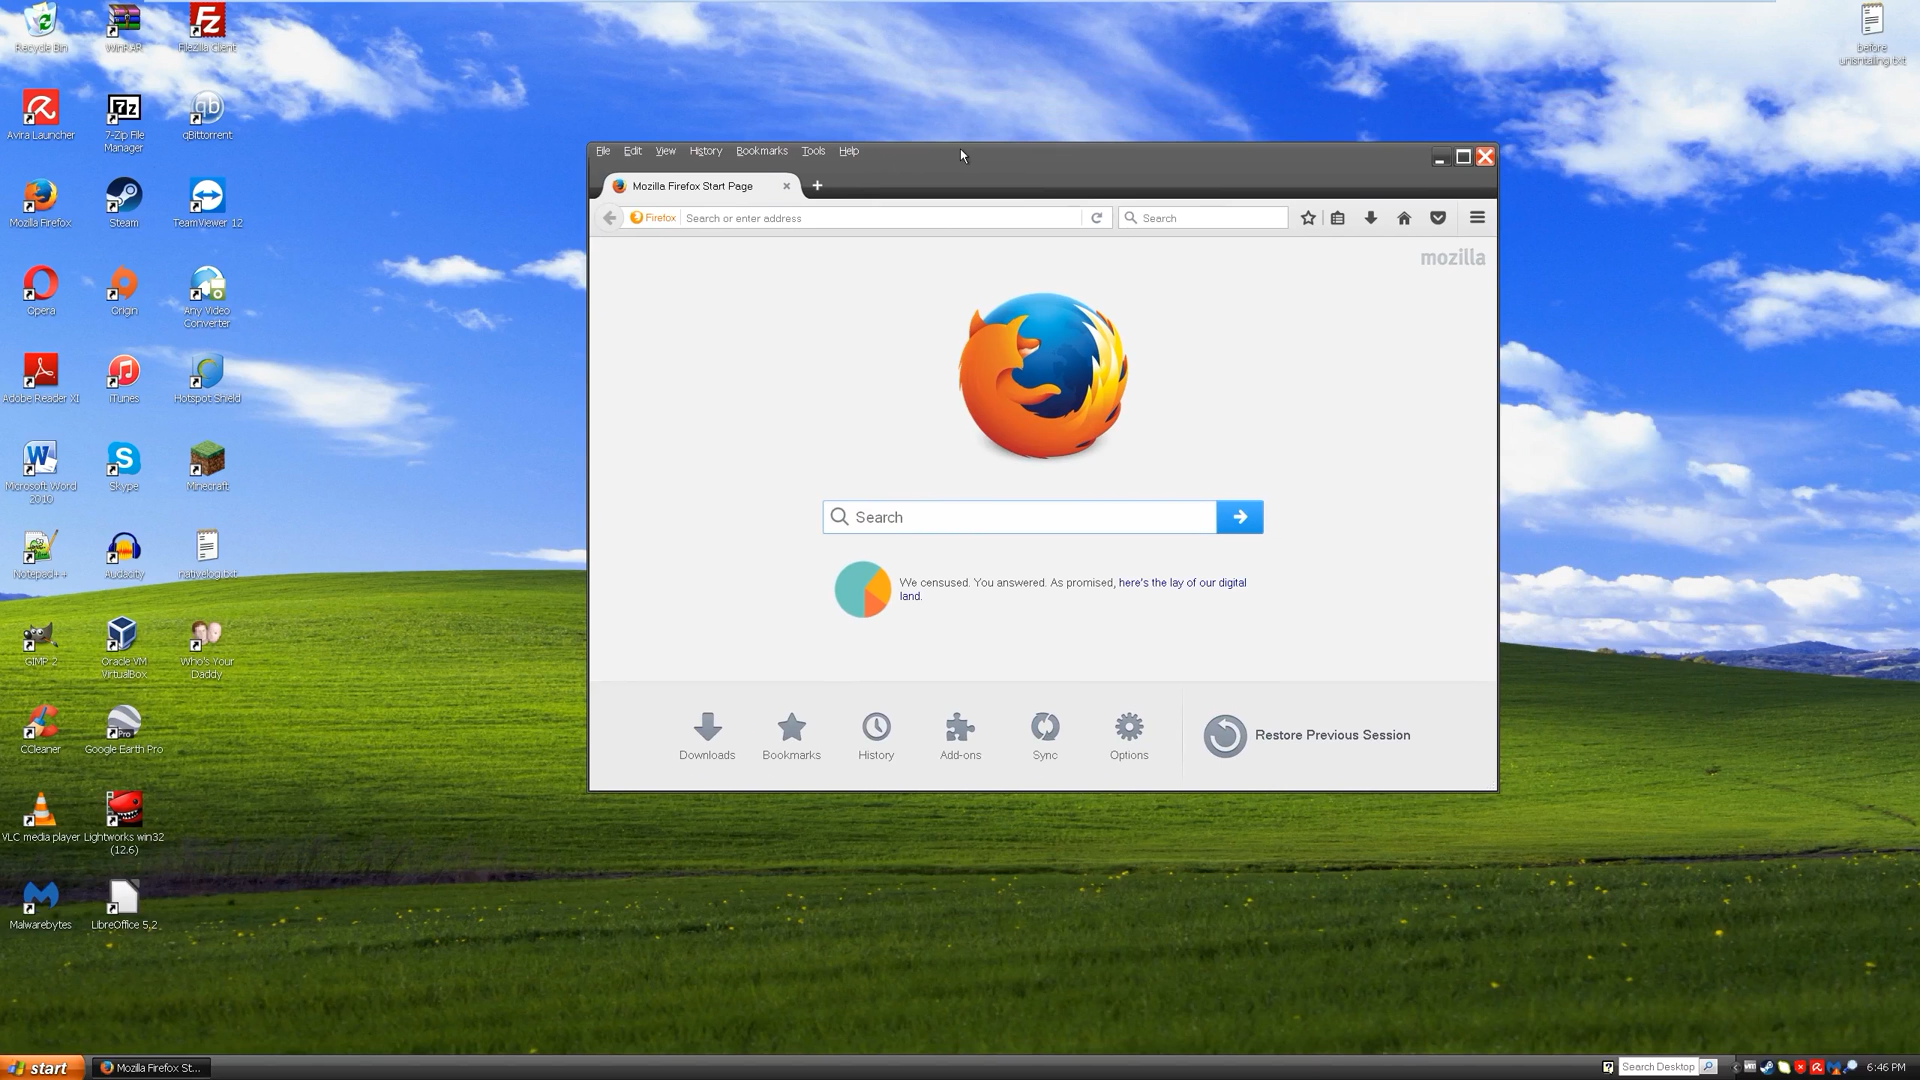 Recycle Bin
WinRAR
Filezilla Client
before
unisntalling.txt
Avira Launcher
7-Zip File
Manager
qBittorrent
Mozilla Firefox
Steam
TeamViewer 12
Opera
Origin
Any Video
Converter
Adobe Reader XI
iTunes
Hotspot Shield
Microsoft Word
2010
Skype
Minecraft
Notepad++
Audacity
nativelog.txt
GIMP 2
Oracle VM
VirtualBox
Who's Your
Daddy
CCleaner
Google Earth Pro
VLC media player
Lightworks win32
(12.6)
Malwarebytes
LibreOffice 5.2
File Edit View History Bookmarks Tools Help
Mozilla Firefox Start Page
Firefox Search or enter address
Search
mozilla
Search
We censused. You answered. As promised, here's the lay of our digital
land.
Downloads
Bookmarks
History
Add-ons
Sync
Options
Restore Previous Session
start
Mozilla Firefox St...
Search Desktop
6:46 PM